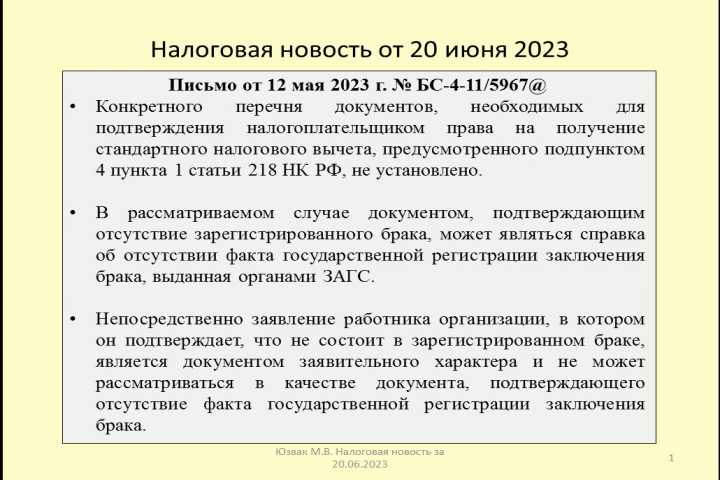 Налоговая новость от 20 июня 2023
Письмо от 12 мая 2023 г. № БС-4-11/5967@
• Конкретного перечня документов, необходимых для
подтверждения налогоплательщиком права на получение
стандартного налогового вычета, предусмотренного подпунктом
4 пункта 1 статьи 218 НК РФ, не установлено.
• В рассматриваемом случае документом, подтверждающим
отсутствие зарегистрированного брака, может являться справка
об отсутствии факта государственной регистрации заключения
брака, выданная органами ЗАГС.
• Непосредственно заявление работника организации, в котором
он подтверждает, что не состоит в зарегистрированном браке,
является документом заявительного характера и не может
рассматриваться в качестве документа, подтверждающего
отсутствие факта государственной регистрации заключения
брака.
Юзвак М.В. Налоговая новость за
20.06.2023
1